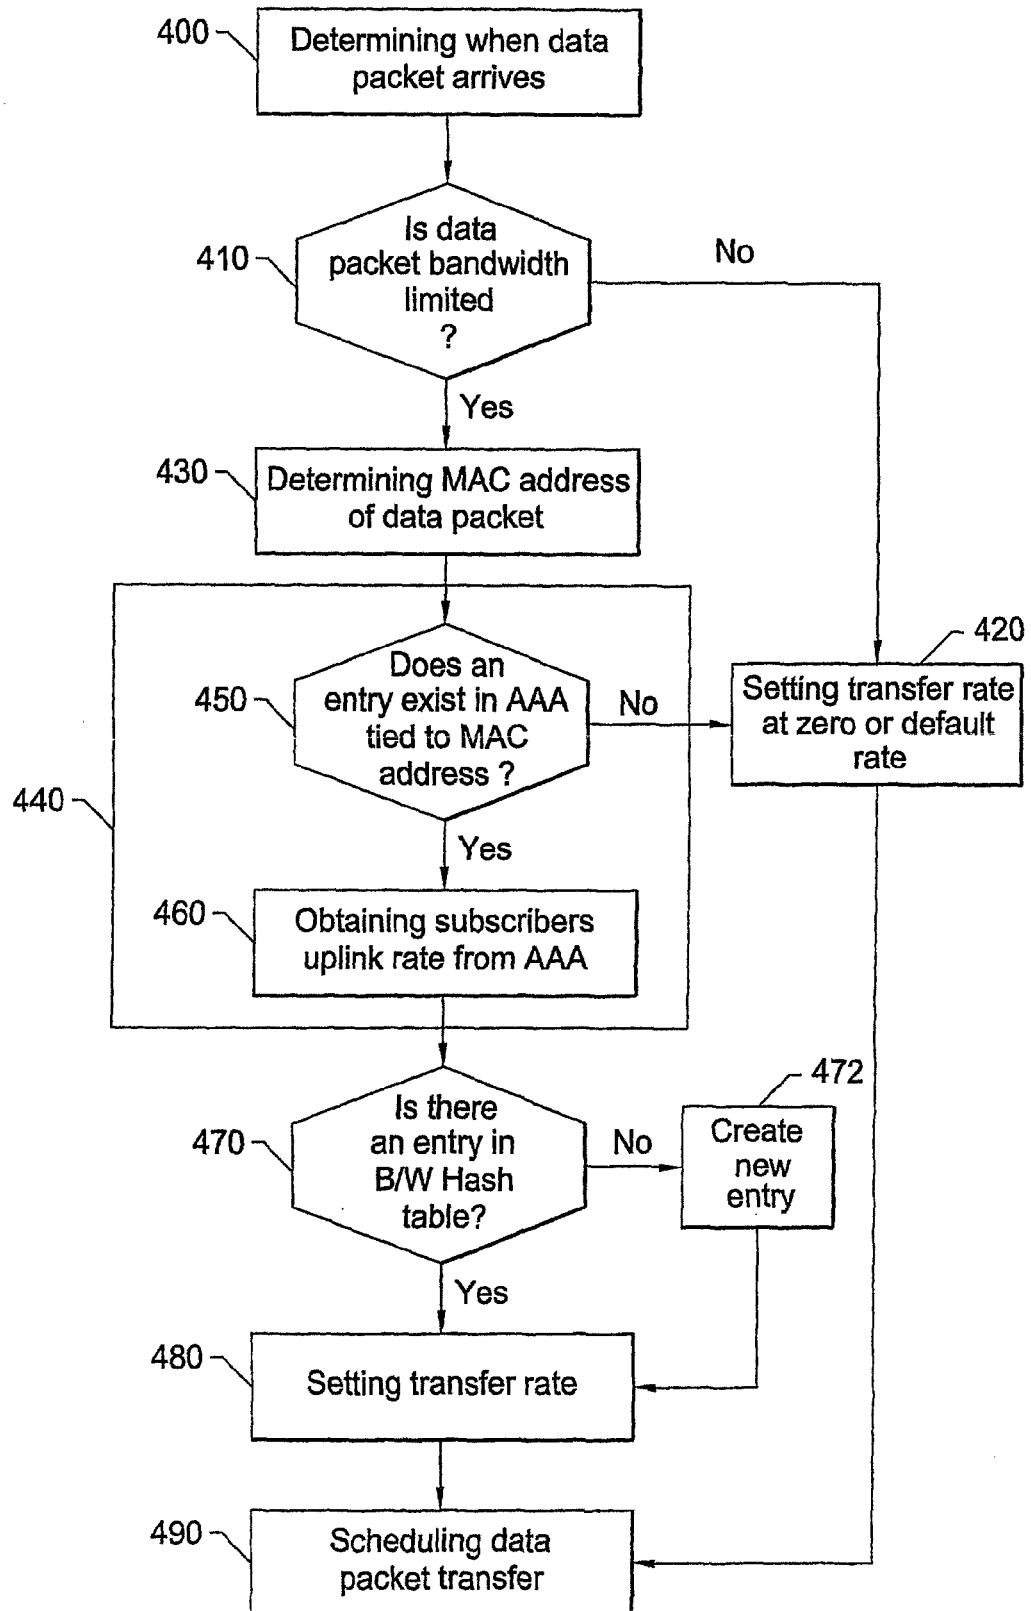 400
Determining when data
packet arrives
410
Is data
packet bandwidth
limited
?
No
Yes
430
Determining MAC address
of data packet
440
450
Does an
entry exist in AAA
tied to MAC
address ?
No
420
Setting transfer rate
at zero or default
rate
Yes
460
Obtaining subscribers
uplink rate from AAA
470
Is there
an entry in
B/W Hash
table?
No
472
Create
new
entry
Yes
480
Setting transfer rate
490
Scheduling data
packet transfer